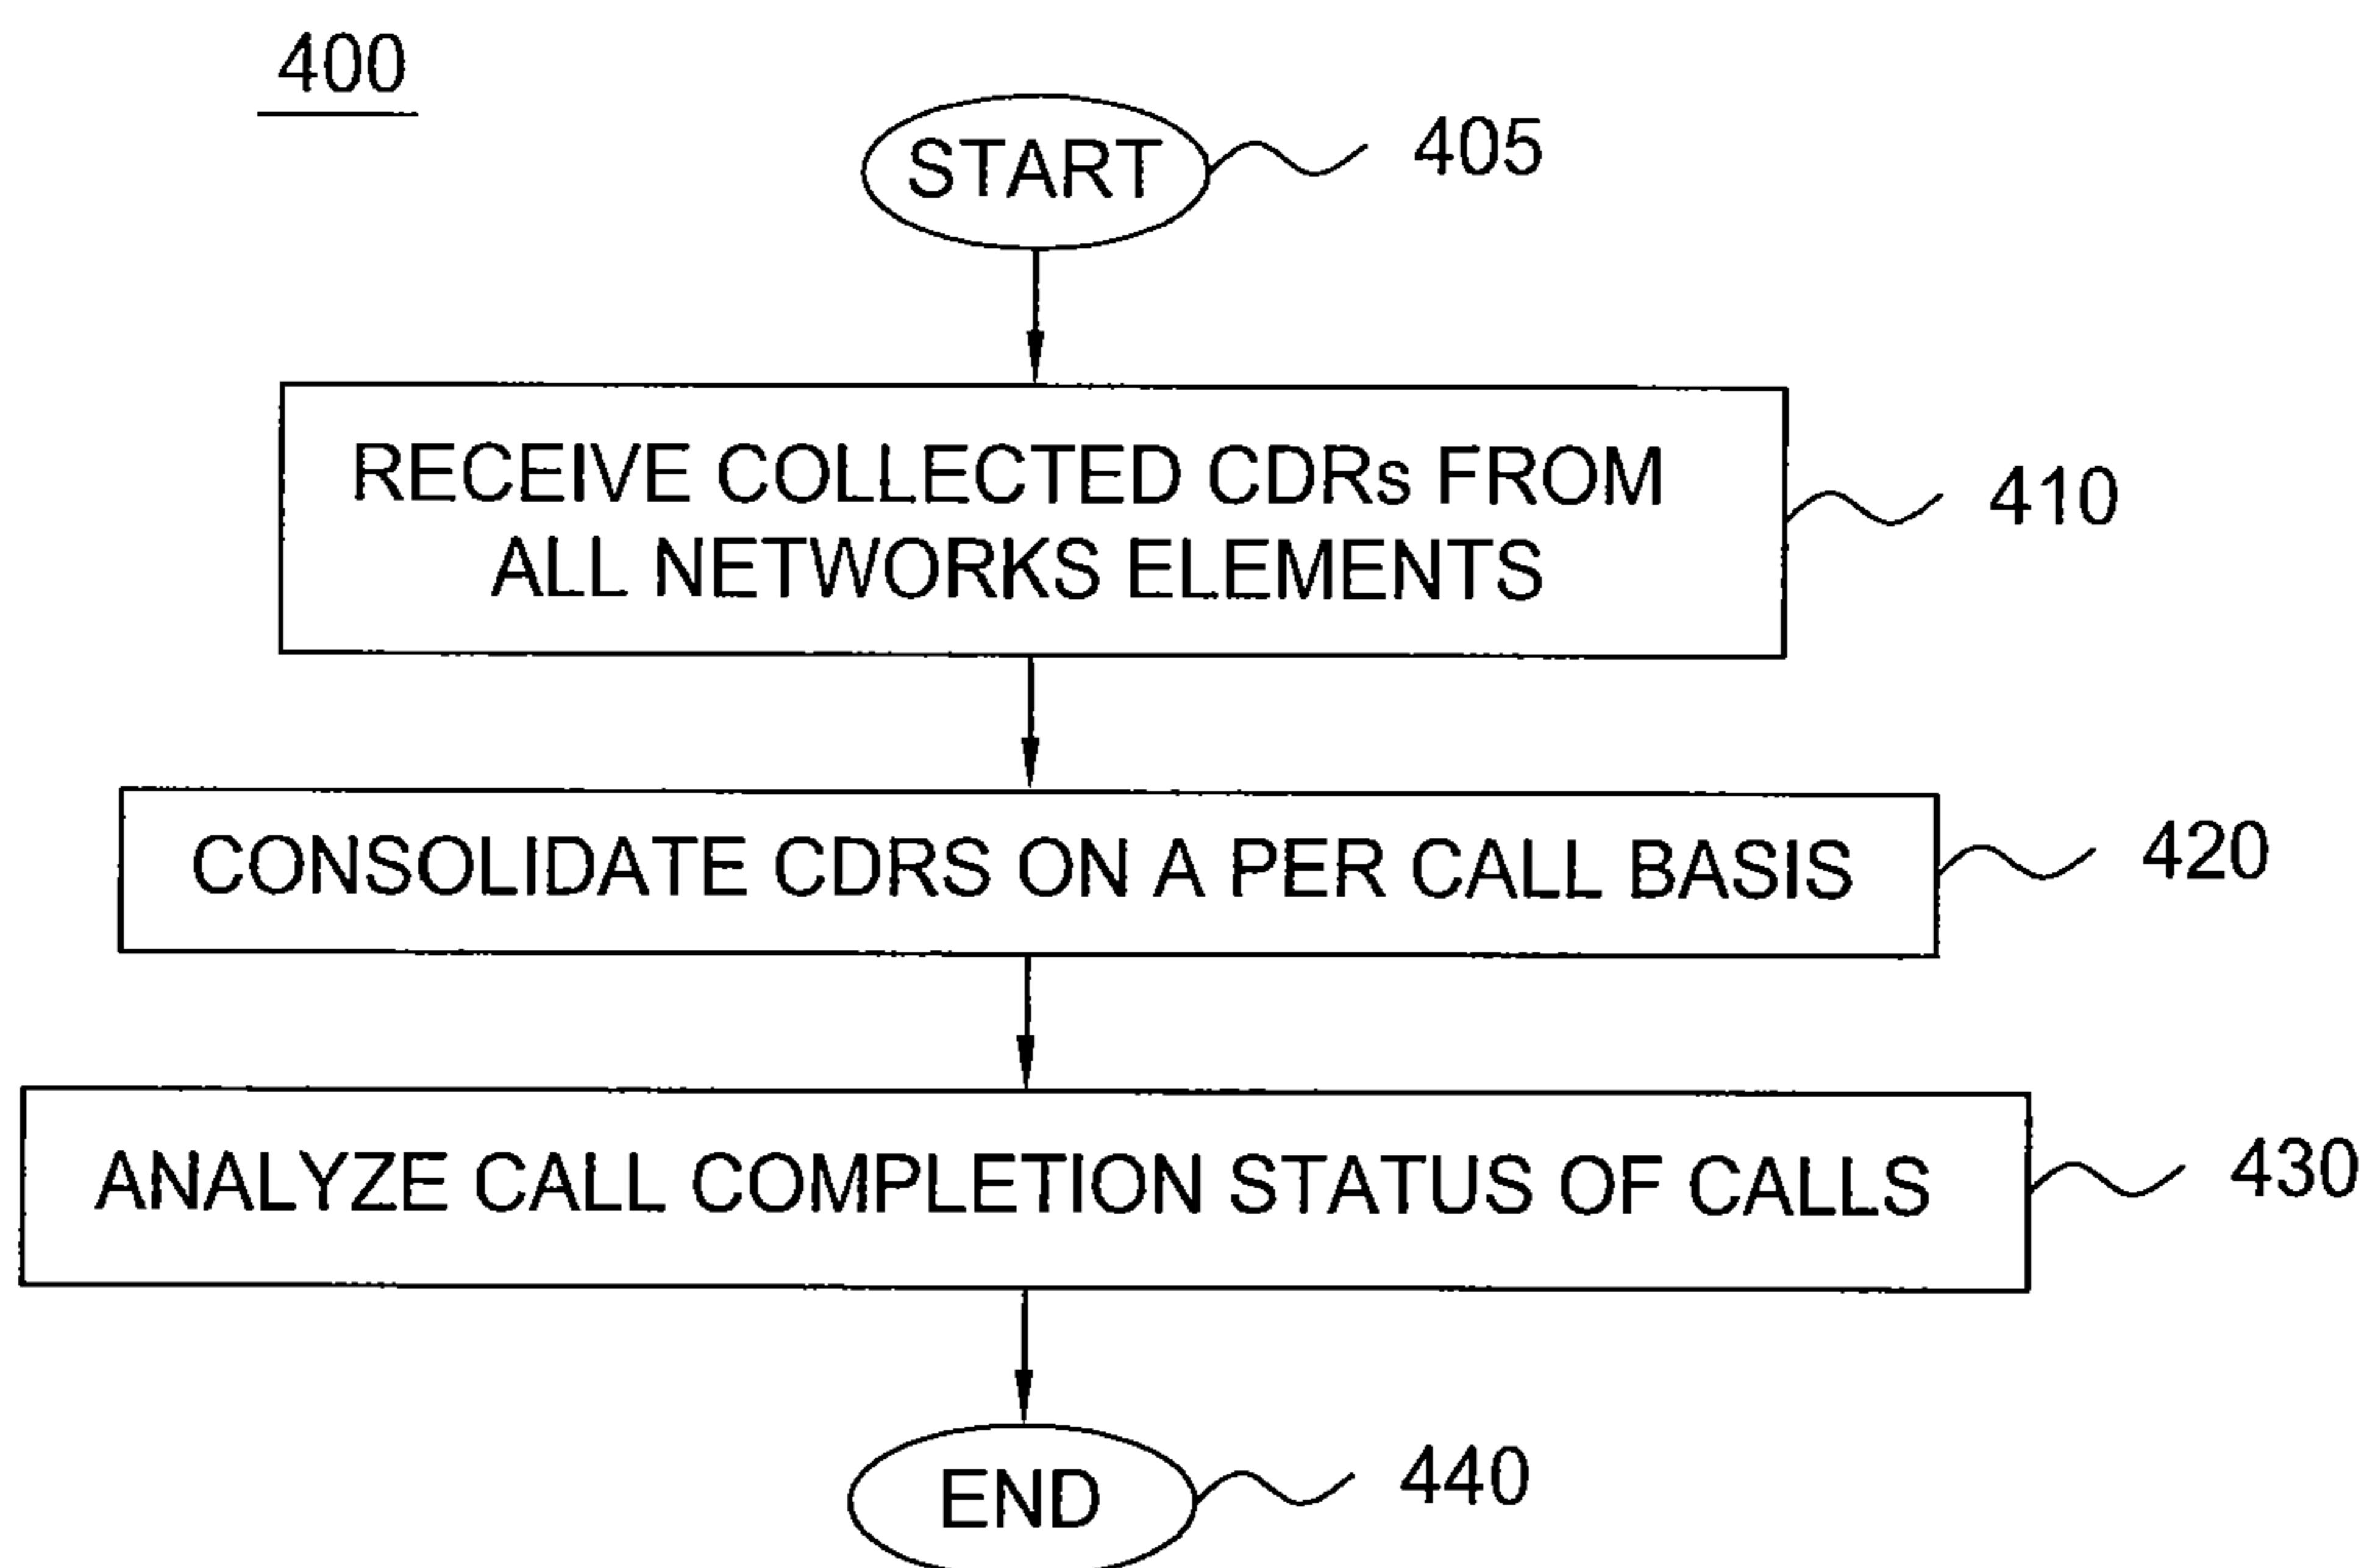 400
START
405
RECEIVE COLLECTED CDRs FROM
ALL NETWORKS ELEMENTS
410
CONSOLIDATE CDRS ON A PER CALL BASIS
420
ANALYZE CALL COMPLETION STATUS OF CALLS
430
END
440